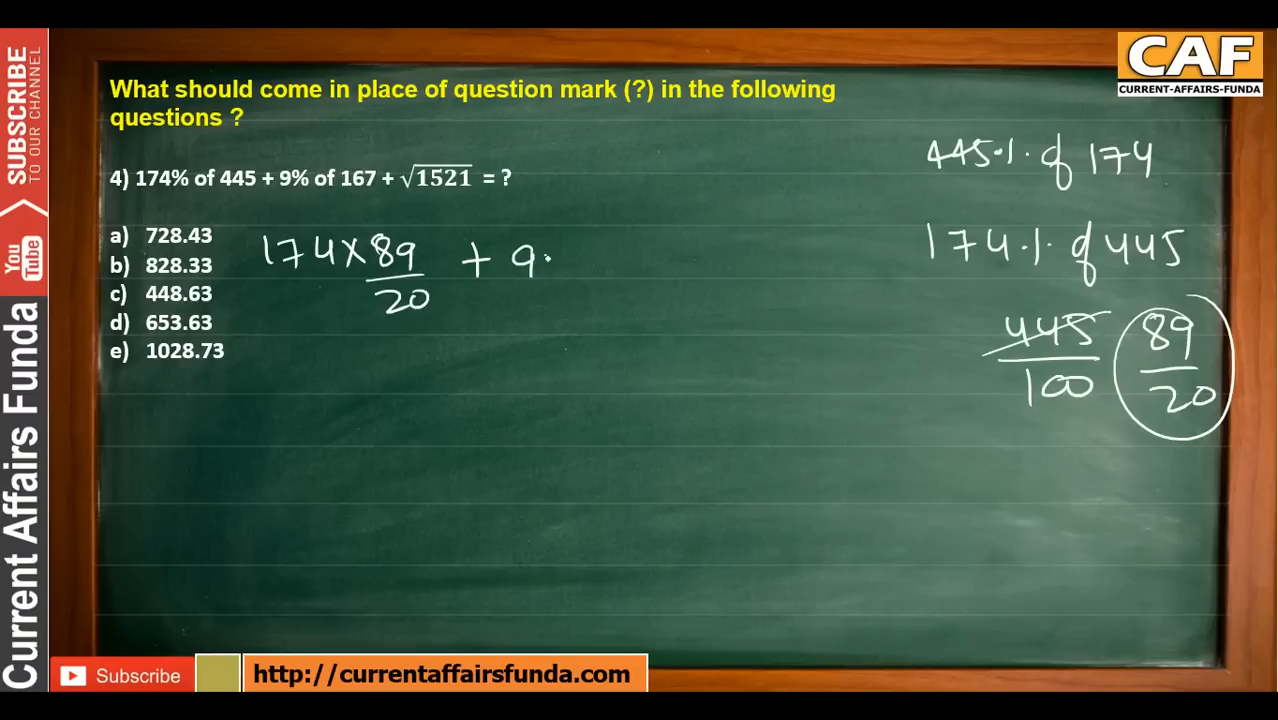 SUBSCRIBE
TO OUR CHANNEL
You Tube
Current Affairs Funda
CAF
CURRENT-AFFAIRS-FUNDA
What should come in place of question mark (?) in the following
questions ?
4) 174% of 445 + 9% of 167 + √1521 = ?
a) 728.43
b) 828.33
c) 448.63
d) 653.63
e) 1028.73
174 × 89/20 + 9.
445.1. of 174
174.1. of 445
445/100 89/20
Subscribe
http://currentaffairsfunda.com